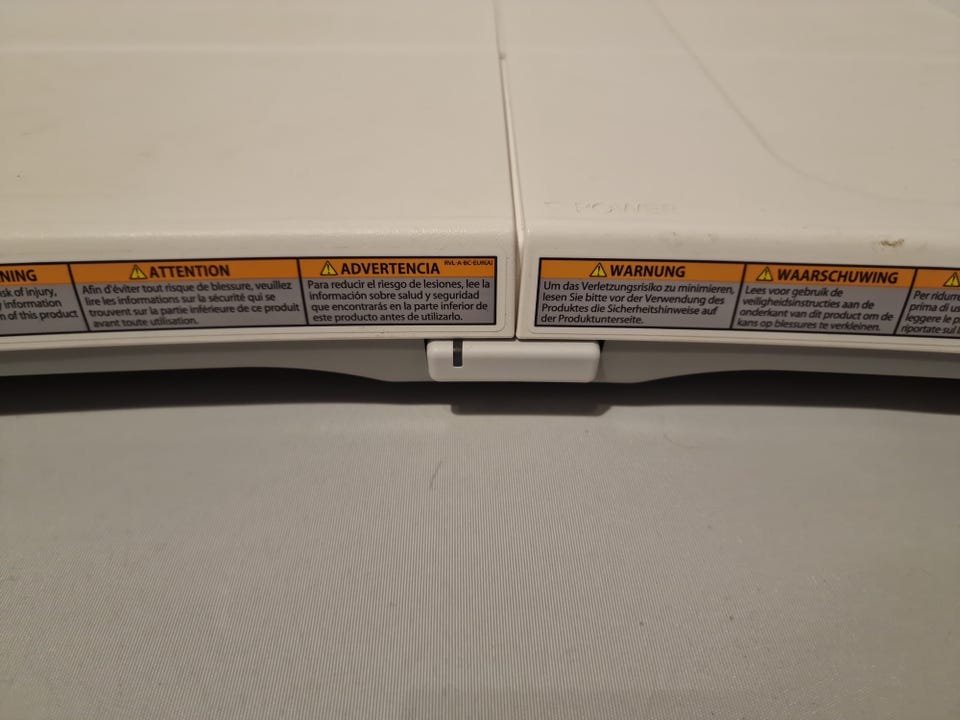 NING
sk of injury,
information
n of this product
ATTENTION
Afin d'éviter tout risque de blessure, veuillez
lire les informations sur la sécurité qui se
trouvent sur la partie inférieure de ce produit
avant toute utilisation.
ADVERTENCIA
RVL-A-BC-EUR(A)
Para reducir el riesgo de lesiones, lee la
información sobre salud y seguridad
que encontrarás en la parte inferior de
este producto antes de utilizarlo.
POWER
WARNUNG
Um das Verletzungsrisiko zu minimieren,
lesen Sie bitte vor der Verwendung des
Produktes die Sicherheitshinweise auf
der Produktunterseite.
WAARSCHUWING
Lees voor gebruik de
veiligheidsinstructies aan de
onderkant van dit product om de
kans op blessures te verkleinen.
Per ridurre
prima di us
leggere le p
riportate sul l